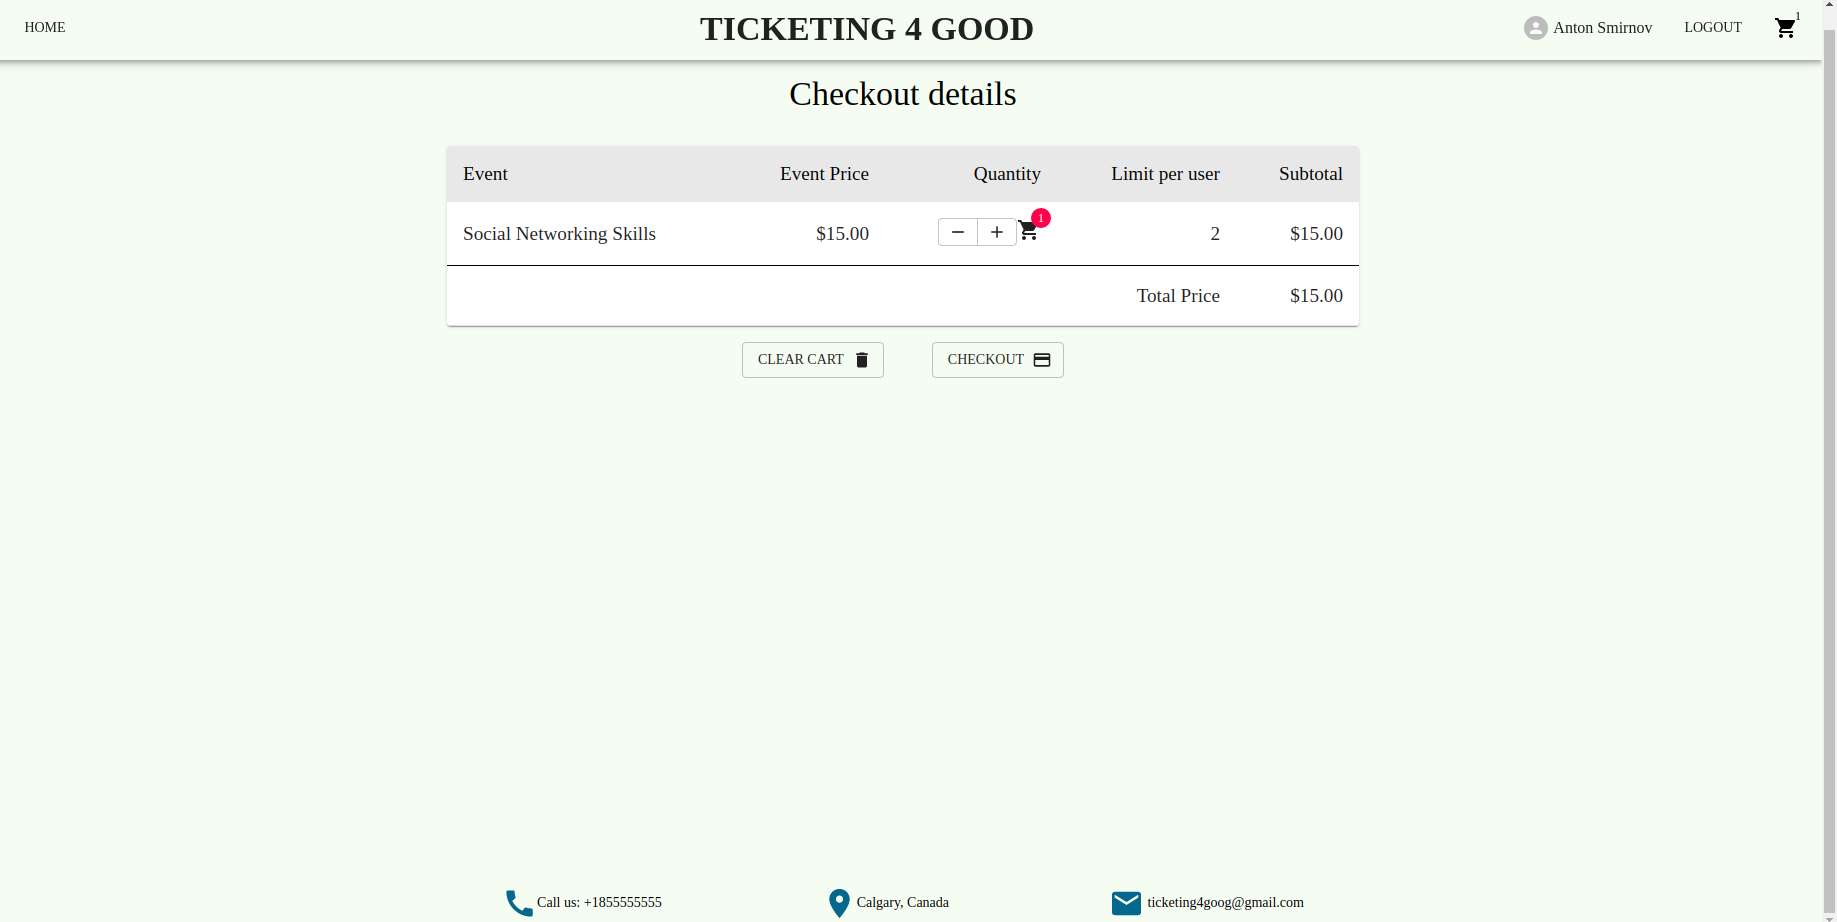 HOME
TICKETING 4 GOOD
Anton Smirnov
LOGOUT
1
Checkout details
Event Event Price Quantity Limit per user Subtotal
Social Networking Skills $15.00 1 2 $15.00
Total Price $15.00
CLEAR CART
CHECKOUT
Call us: +1855555555
Calgary, Canada
ticketing4goog@gmail.com